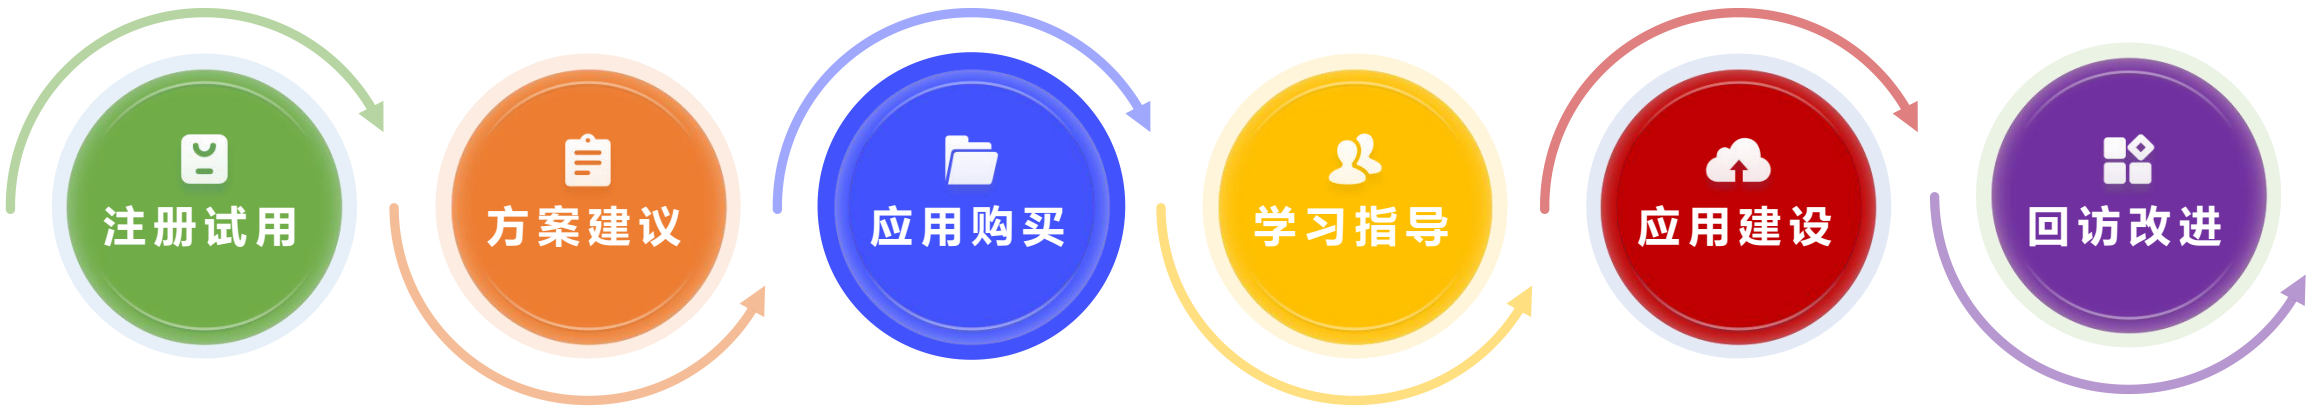 注册试用
方案建议
应用购买
学习指导
应用建设
回访改进